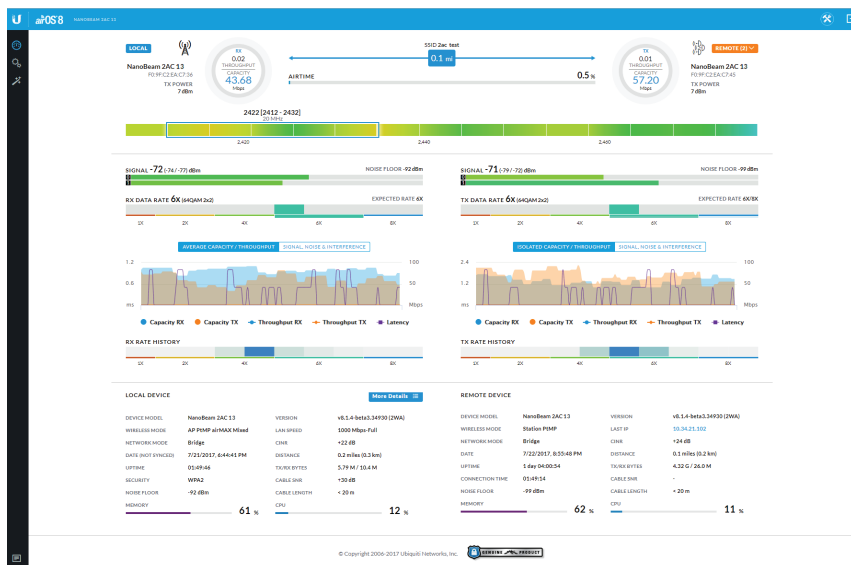 U airOS 8 NANOBEAM 2AC 13
LOCAL
NanoBeam 2AC 13
F0:9F:C2:EA:C7:36
TX POWER
7 dBm
RX
0.02
THROUGHPUT
CAPACITY
43.68
Mbps
SSID 2ac test
0.1 mi
AIRTIME 0.5 %
TX
0.01
THROUGHPUT
CAPACITY
57.20
Mbps
REMOTE (2)
NanoBeam 2AC 13
F0:9F:C2:EA:C7:45
TX POWER
7 dBm
2422 [2412 - 2432]
20 MHz
2,420 2,440 2,460
SIGNAL -72 (-74 / -77) dBm NOISE FLOOR -92 dBm
RX DATA RATE 6X (64QAM 2x2) EXPECTED RATE 6X
1X 2X 4X 6X 8X
AVERAGE CAPACITY / THROUGHPUT SIGNAL, NOISE & INTERFERENCE
1.2 100
0.6 50
ms Mbps
Capacity RX Capacity TX Throughput RX Throughput TX Latency
RX RATE HISTORY
1X 2X 4X 6X 8X
SIGNAL -71 (-79 / -72) dBm NOISE FLOOR -99 dBm
TX DATA RATE 6X (64QAM 2x2) EXPECTED RATE 6X/8X
1X 2X 4X 6X 8X
ISOLATED CAPACITY / THROUGHPUT SIGNAL, NOISE & INTERFERENCE
2.4 100
1.2 50
ms Mbps
Capacity RX Capacity TX Throughput RX Throughput TX Latency
TX RATE HISTORY
1X 2X 4X 6X 8X
LOCAL DEVICE More Details
DEVICE MODEL NanoBeam 2AC 13 VERSION v8.1.4-beta3.34930 (2WA)
WIRELESS MODE AP PtMP airMAX Mixed LAN SPEED 1000 Mbps-Full
NETWORK MODE Bridge CINR +22 dB
DATE (NOT SYNCED) 7/21/2017, 6:44:41 PM DISTANCE 0.2 miles (0.3 km)
UPTIME 01:49:46 TX/RX BYTES 5.79 M / 10.4 M
SECURITY WPA2 CABLE SNR +30 dB
NOISE FLOOR -92 dBm CABLE LENGTH < 20 m
MEMORY 61 % CPU 12 %
REMOTE DEVICE
DEVICE MODEL NanoBeam 2AC 13 VERSION v8.1.4-beta3.34930 (2WA)
WIRELESS MODE Station PtMP LAST IP 10.34.21.102
NETWORK MODE Bridge CINR +24 dB
DATE 7/22/2017, 8:55:48 PM DISTANCE 0.1 miles (0.2 km)
UPTIME 1 day 04:00:54 TX/RX BYTES 4.32 G / 26.0 M
CONNECTION TIME 01:49:14 CABLE SNR -
NOISE FLOOR -99 dBm CABLE LENGTH < 20 m
MEMORY 62 % CPU 11 %
© Copyright 2006-2017 Ubiquiti Networks, Inc. GENUINE PRODUCT